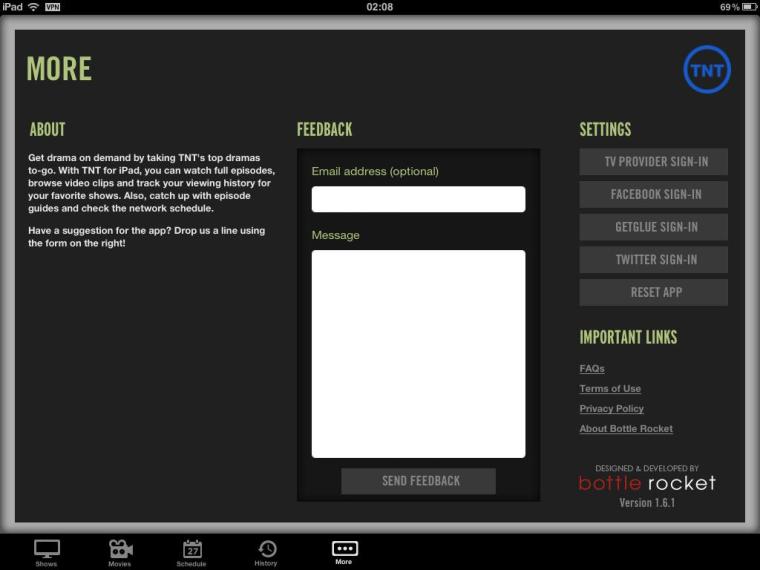 iPad VPN 02:08 69%
MORE
TNT
ABOUT
Get drama on demand by taking TNT's top dramas
to-go. With TNT for iPad, you can watch full episodes,
browse video clips and track your viewing history for
your favorite shows. Also, catch up with episode
guides and check the network schedule.
Have a suggestion for the app? Drop us a line using
the form on the right!
FEEDBACK
Email address (optional)
Message
SEND FEEDBACK
SETTINGS
TV PROVIDER SIGN-IN
FACEBOOK SIGN-IN
GETGLUE SIGN-IN
TWITTER SIGN-IN
RESET APP
IMPORTANT LINKS
FAQs
Terms of Use
Privacy Policy
About Bottle Rocket
DESIGNED & DEVELOPED BY
bottle rocket
Version 1.6.1
27
Shows Movies Schedule History More